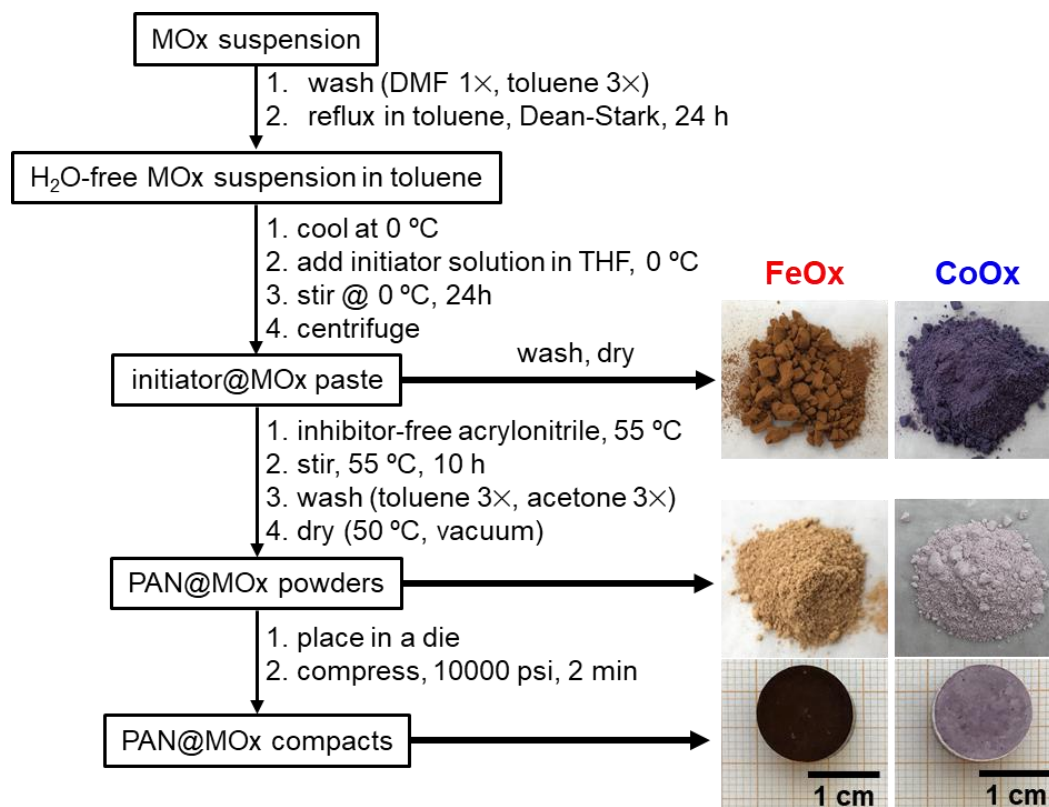 MOx suspension
1. wash (DMF 1×, toluene 3×)
2. reflux in toluene, Dean-Stark, 24 h
H₂O-free MOx suspension in toluene
1. cool at 0 ºC
2. add initiator solution in THF, 0 ºC
3. stir @ 0 ºC, 24h
4. centrifuge
FeOx
CoOx
initiator@MOx paste
wash, dry
1. inhibitor-free acrylonitrile, 55 ºC
2. stir, 55 ºC, 10 h
3. wash (toluene 3×, acetone 3×)
4. dry (50 ºC, vacuum)
PAN@MOx powders
1. place in a die
2. compress, 10000 psi, 2 min
PAN@MOx compacts
1 cm
1 cm